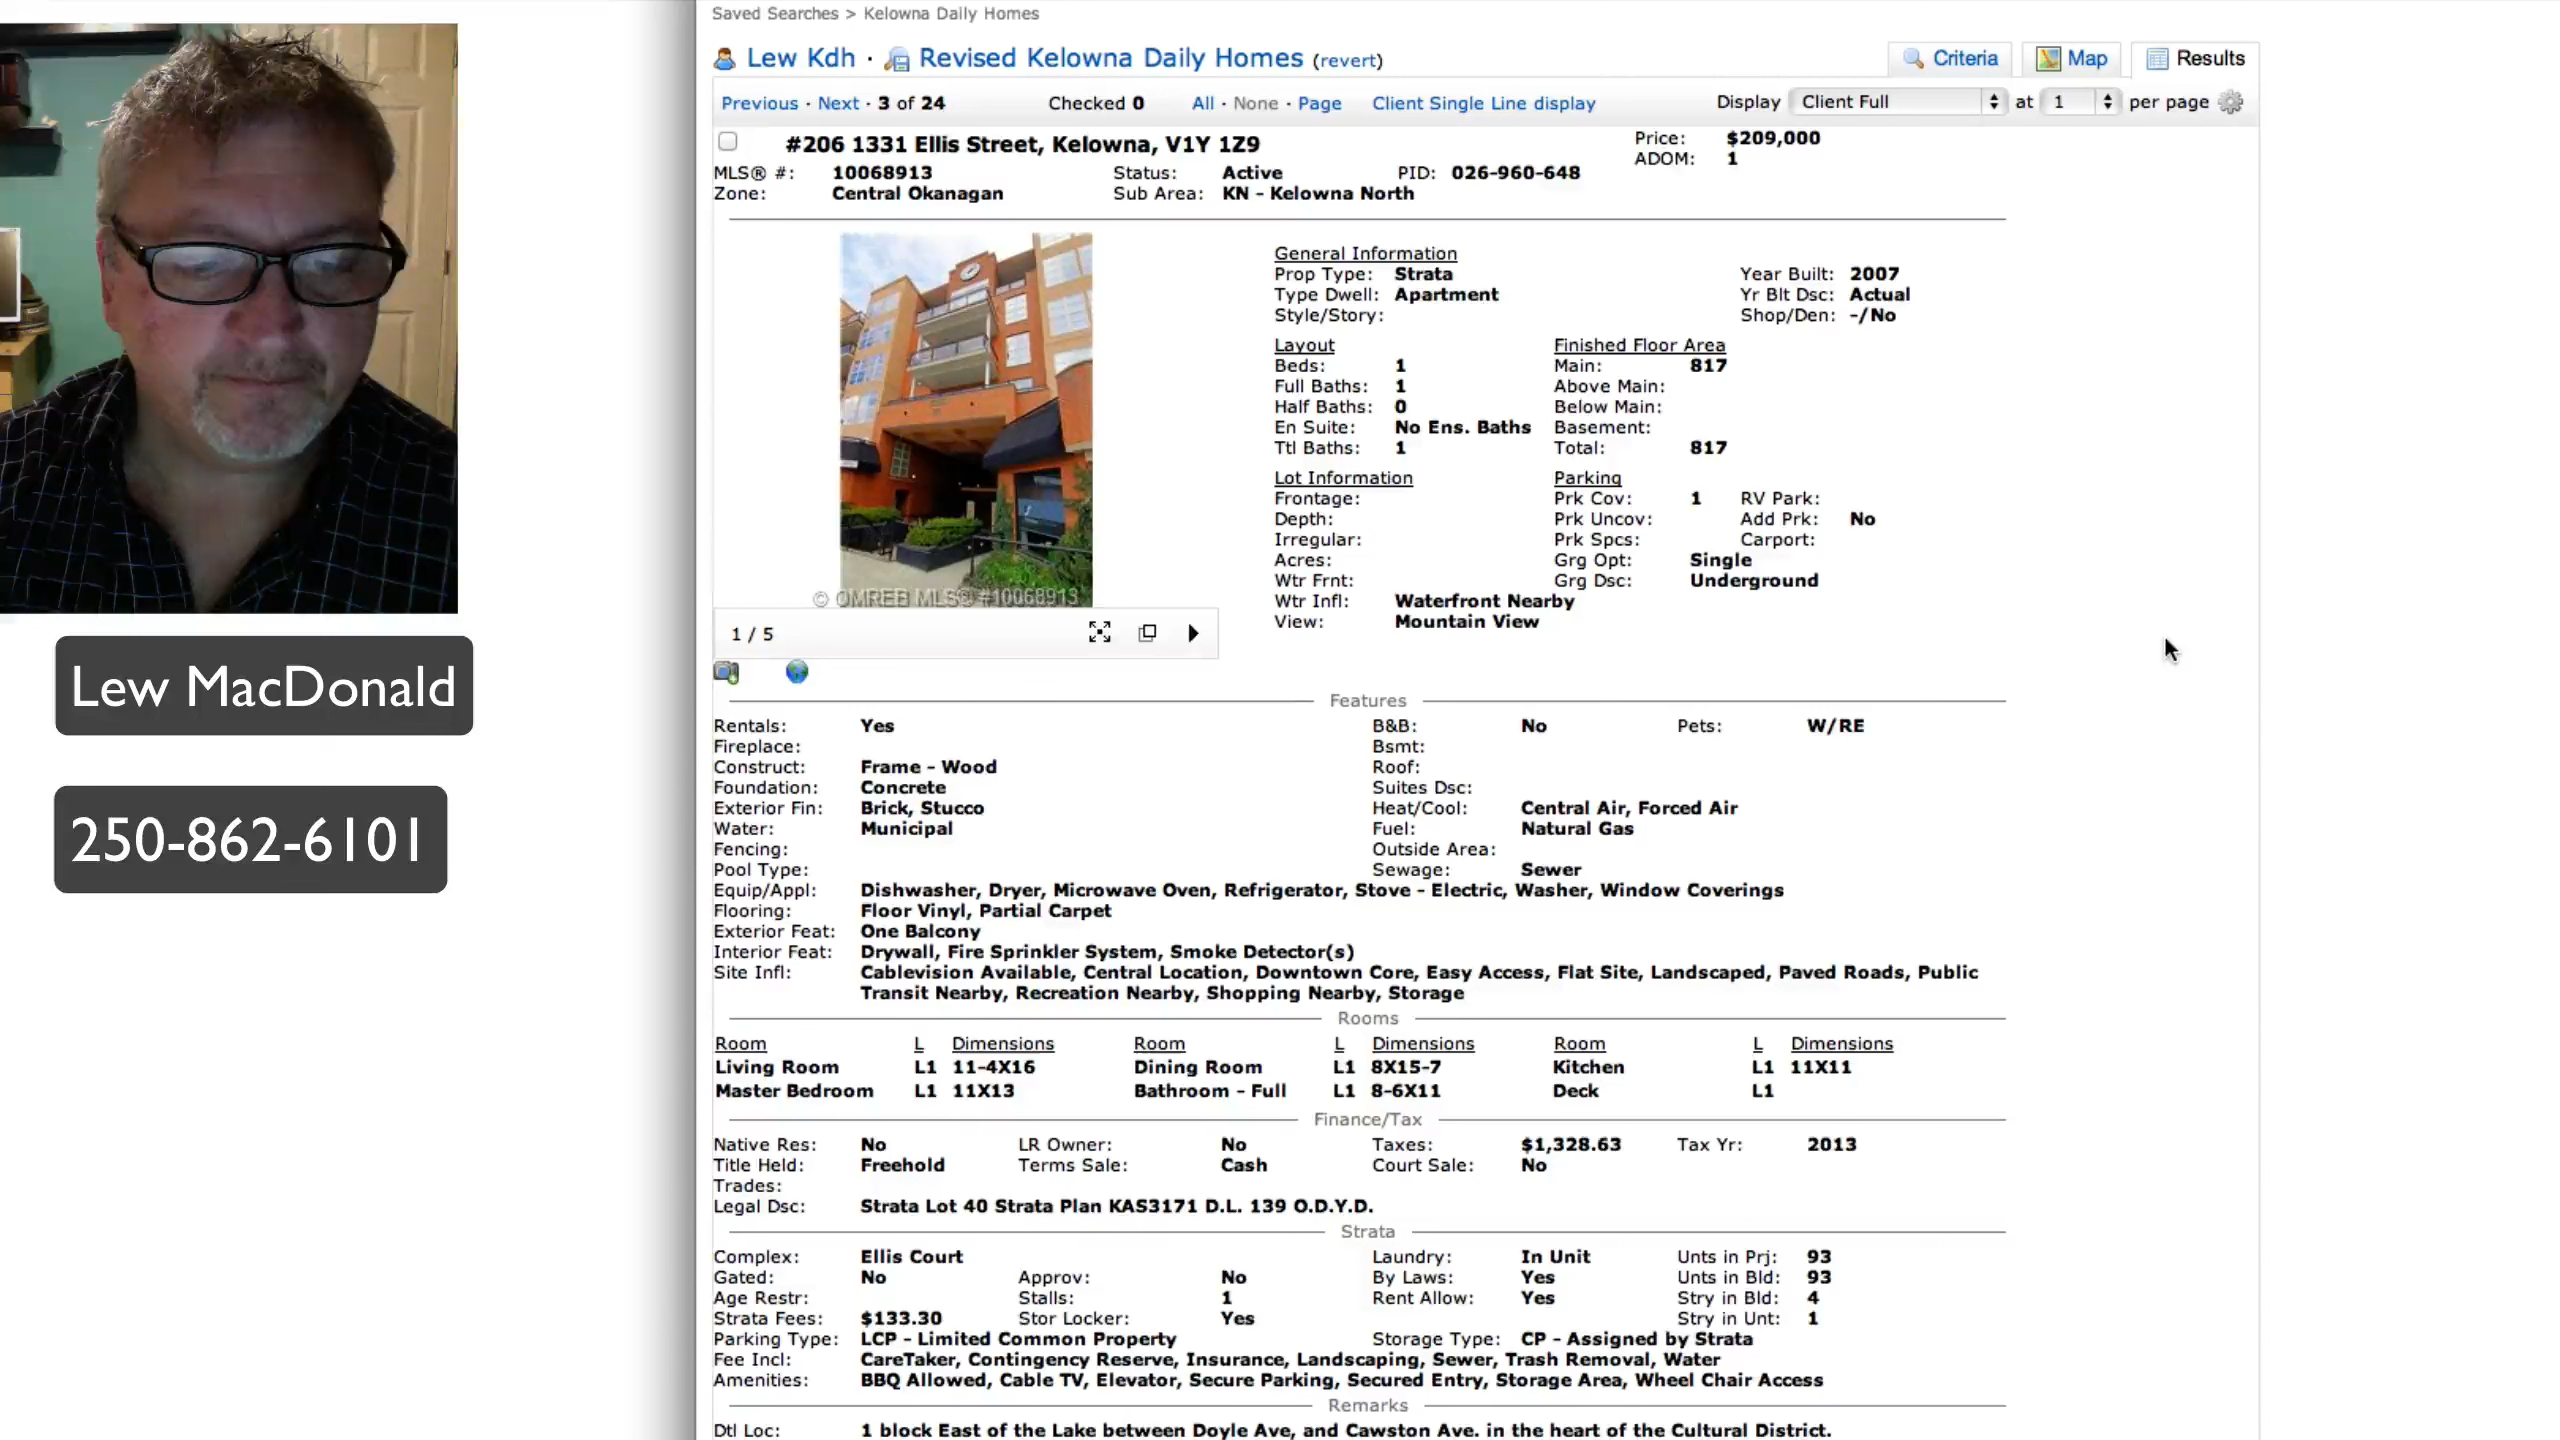 Saved Searches > Kelowna Daily Homes
Lew Kdh · Revised Kelowna Daily Homes (revert)
Criteria Map Results
Previous · Next · 3 of 24 Checked 0 All · None · Page Client Single Line display Display Client Full at 1 per page
#206 1331 Ellis Street, Kelowna, V1Y 1Z9 Price: $209,000
ADOM: 1
MLS® #: 10068913 Status: Active PID: 026-960-648
Zone: Central Okanagan Sub Area: KN - Kelowna North
General Information
Prop Type: Strata Year Built: 2007
Type Dwell: Apartment Yr Blt Dsc: Actual
Style/Story: Shop/Den: -/No
Layout Finished Floor Area
Beds: 1 Main: 817
Full Baths: 1 Above Main:
Half Baths: 0 Below Main:
En Suite: No Ens. Baths Basement:
Ttl Baths: 1 Total: 817
Lot Information Parking
Frontage: Prk Cov: 1 RV Park:
Depth: Prk Uncov: Add Prk: No
Irregular: Prk Spcs: Carport:
Acres: Grg Opt: Single
Wtr Frnt: Grg Dsc: Underground
© OMREB MLS® #10068913
Wtr Infl: Waterfront Nearby
View: Mountain View
1 / 5
Lew MacDonald
250-862-6101
Features
Rentals: Yes B&B: No Pets: W/RE
Fireplace: Bsmt:
Construct: Frame - Wood Roof:
Foundation: Concrete Suites Dsc:
Exterior Fin: Brick, Stucco Heat/Cool: Central Air, Forced Air
Water: Municipal Fuel: Natural Gas
Fencing: Outside Area:
Pool Type: Sewage: Sewer
Equip/Appl: Dishwasher, Dryer, Microwave Oven, Refrigerator, Stove - Electric, Washer, Window Coverings
Flooring: Floor Vinyl, Partial Carpet
Exterior Feat: One Balcony
Interior Feat: Drywall, Fire Sprinkler System, Smoke Detector(s)
Site Infl: Cablevision Available, Central Location, Downtown Core, Easy Access, Flat Site, Landscaped, Paved Roads, Public
Transit Nearby, Recreation Nearby, Shopping Nearby, Storage
Rooms
Room L Dimensions Room L Dimensions Room L Dimensions
Living Room L1 11-4X16 Dining Room L1 8X15-7 Kitchen L1 11X11
Master Bedroom L1 11X13 Bathroom - Full L1 8-6X11 Deck L1
Finance/Tax
Native Res: No LR Owner: No Taxes: $1,328.63 Tax Yr: 2013
Title Held: Freehold Terms Sale: Cash Court Sale: No
Trades:
Legal Dsc: Strata Lot 40 Strata Plan KAS3171 D.L. 139 O.D.Y.D.
Strata
Complex: Ellis Court Laundry: In Unit Unts in Prj: 93
Gated: No Approv: No By Laws: Yes Unts in Bld: 93
Age Restr: Stalls: 1 Rent Allow: Yes Stry in Bld: 4
Strata Fees: $133.30 Stor Locker: Yes Stry in Unt: 1
Parking Type: LCP - Limited Common Property Storage Type: CP - Assigned by Strata
Fee Incl: CareTaker, Contingency Reserve, Insurance, Landscaping, Sewer, Trash Removal, Water
Amenities: BBQ Allowed, Cable TV, Elevator, Secure Parking, Secured Entry, Storage Area, Wheel Chair Access
Remarks
Dtl Loc: 1 block East of the Lake between Doyle Ave, and Cawston Ave. in the heart of the Cultural District.